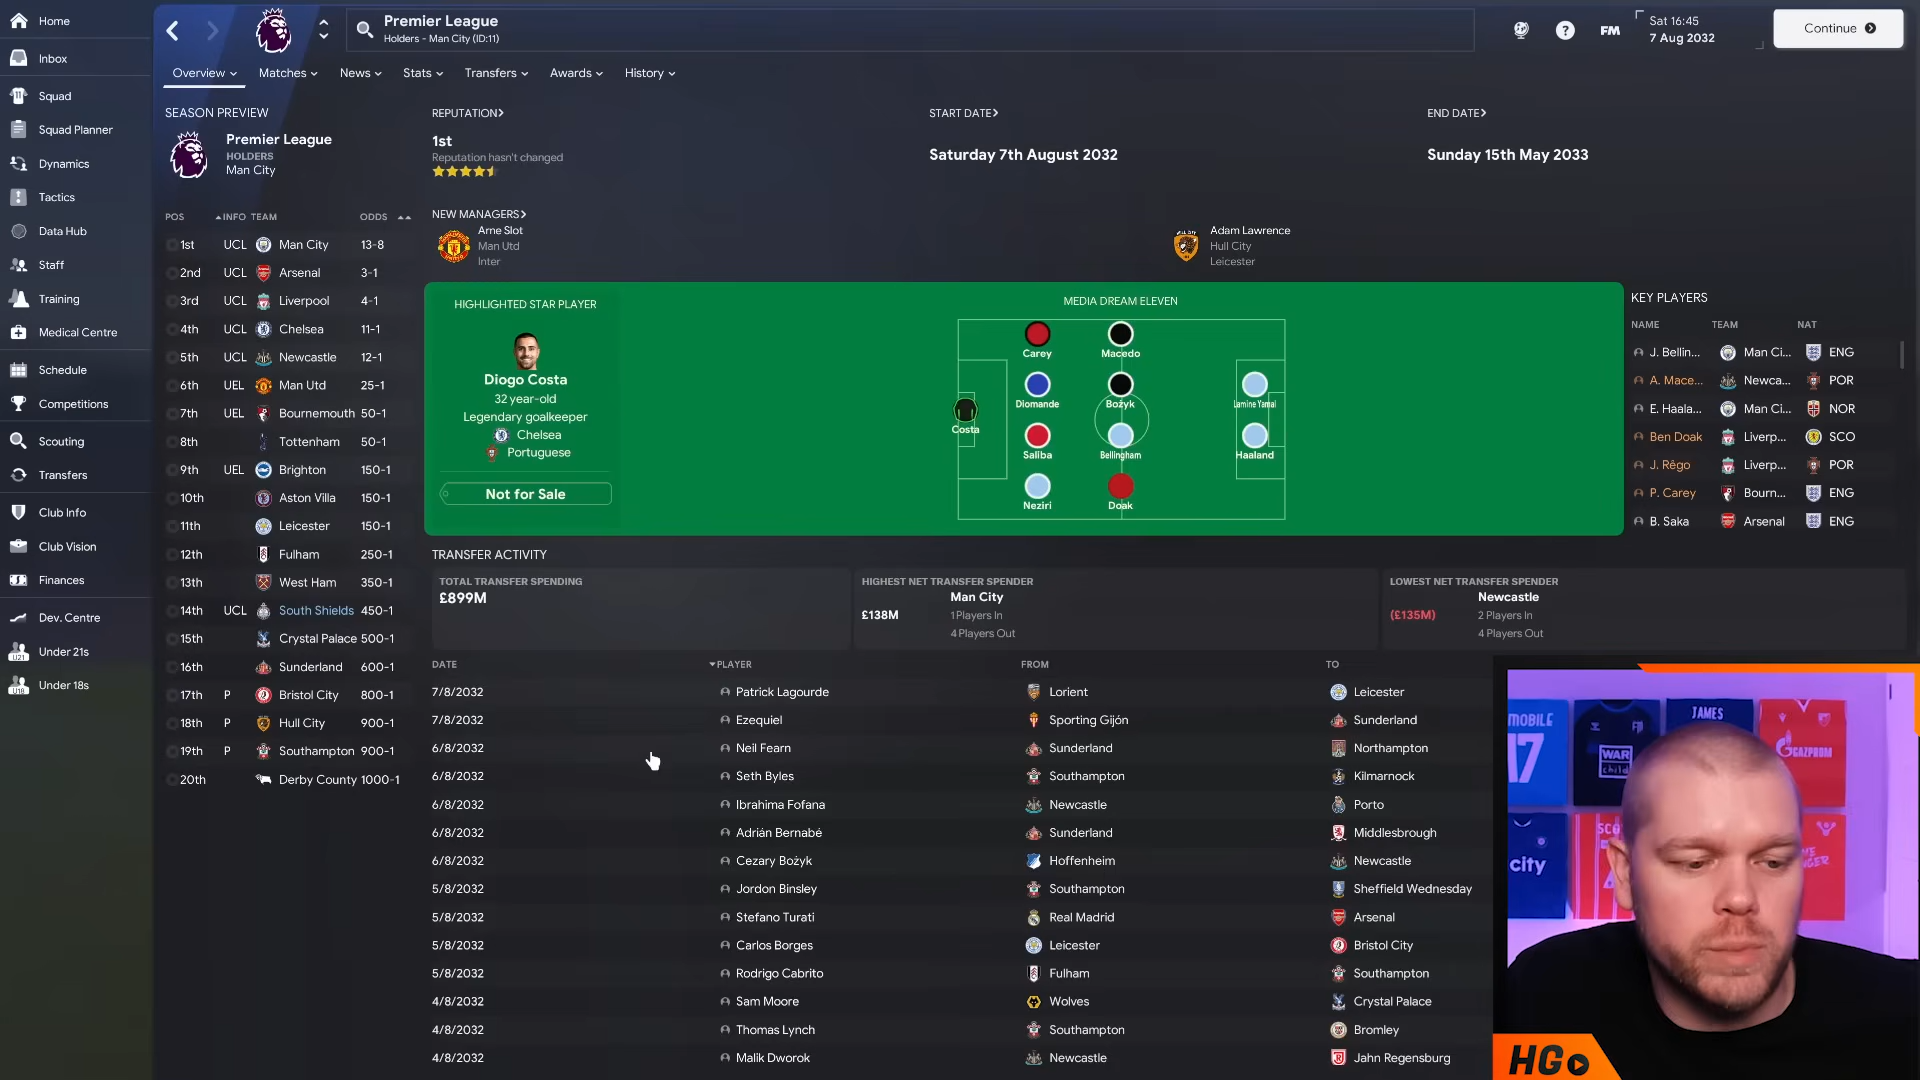 Home
Inbox
Squad
Squad Planner
Dynamics
Tactics
Data Hub
Staff
Training
Medical Centre
Schedule
Competitions
Scouting
Transfers
Club Info
Club Vision
Finances
Dev. Centre
Under 21s
Under 18s
Premier League
Holders - Man City (ID:11)
FM
Sat 16:45
7 Aug 2032
Continue
Overview Matches News Stats Transfers Awards History
SEASON PREVIEW
Premier League
HOLDERS
Man City
POS INFO TEAM ODDS
1st UCL Man City 13-8
2nd UCL Arsenal 3-1
3rd UCL Liverpool 4-1
4th UCL Chelsea 11-1
5th UCL Newcastle 12-1
6th UEL Man Utd 25-1
7th UEL Bournemouth 50-1
8th Tottenham 50-1
9th UEL Brighton 150-1
10th Aston Villa 150-1
11th Leicester 150-1
12th Fulham 250-1
13th West Ham 350-1
14th UCL South Shields 450-1
15th Crystal Palace 500-1
16th Sunderland 600-1
17th P Bristol City 800-1
18th P Hull City 900-1
19th P Southampton 900-1
20th Derby County 1000-1
REPUTATION>
1st
Reputation hasn't changed
START DATE>
Saturday 7th August 2032
END DATE>
Sunday 15th May 2033
NEW MANAGERS>
Arne Slot
Man Utd
Inter
Adam Lawrence
Hull City
Leicester
HIGHLIGHTED STAR PLAYER
Diogo Costa
32 year-old
Legendary goalkeeper
Chelsea
Portuguese
Not for Sale
MEDIA DREAM ELEVEN
Carey Macedo
Diomande Bożyk Lamine Yamal
Costa
Saliba Bellingham Haaland
Neziri Doak
KEY PLAYERS
NAME TEAM NAT
J. Bellin... Man Ci... ENG
A. Mace... Newca... POR
E. Haala... Man Ci... NOR
Ben Doak Liverp... SCO
J. Rêgo Liverp... POR
P. Carey Bourn... ENG
B. Saka Arsenal ENG
TRANSFER ACTIVITY
TOTAL TRANSFER SPENDING
£899M
HIGHEST NET TRANSFER SPENDER
Man City
£138M 1 Players In
4 Players Out
LOWEST NET TRANSFER SPENDER
Newcastle
(£135M) 2 Players In
4 Players Out
DATE PLAYER FROM TO
7/8/2032 Patrick Lagourde Lorient Leicester
7/8/2032 Ezequiel Sporting Gijón Sunderland
6/8/2032 Neil Fearn Sunderland Northampton
6/8/2032 Seth Byles Southampton Kilmarnock
6/8/2032 Ibrahima Fofana Newcastle Porto
6/8/2032 Adrián Bernabé Sunderland Middlesbrough
6/8/2032 Cezary Bożyk Hoffenheim Newcastle
5/8/2032 Jordon Binsley Southampton Sheffield Wednesday
5/8/2032 Stefano Turati Real Madrid Arsenal
5/8/2032 Carlos Borges Leicester Bristol City
5/8/2032 Rodrigo Cabrito Fulham Southampton
4/8/2032 Sam Moore Wolves Crystal Palace
4/8/2032 Thomas Lynch Southampton Bromley
4/8/2032 Malik Dworok Newcastle Jahn Regensburg
MOBILE
17
WAR
child
JAMES
GAZPROM
city
HGo